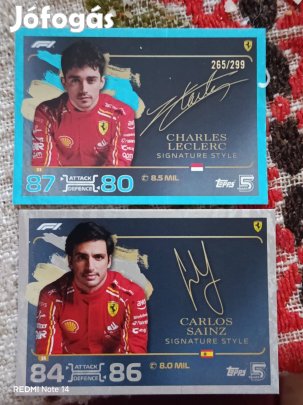 Jófogás
F1
265/299
CHARLES
LECLERC
SIGNATURE STYLE
87 ATTACK DEFENCE 80
8.5 MIL
Topps 5
F1
CARLOS
SAINZ
SIGNATURE STYLE
84 ATTACK DEFENCE 86
8.0 MIL
Topps 5
REDMI Note 14